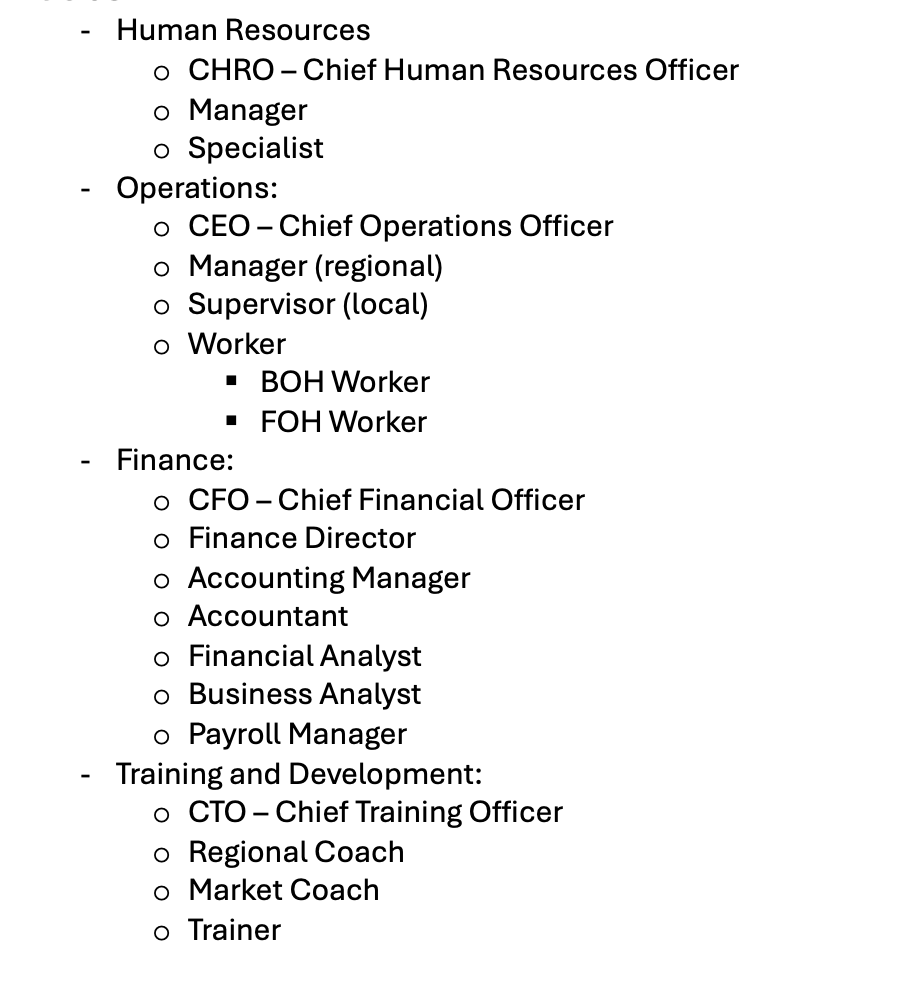 - Human Resources
o CHRO – Chief Human Resources Officer
o Manager
o Specialist
- Operations:
o CEO – Chief Operations Officer
o Manager (regional)
o Supervisor (local)
o Worker
▪ BOH Worker
▪ FOH Worker
- Finance:
o CFO – Chief Financial Officer
o Finance Director
o Accounting Manager
o Accountant
o Financial Analyst
o Business Analyst
o Payroll Manager
- Training and Development:
o CTO – Chief Training Officer
o Regional Coach
o Market Coach
o Trainer